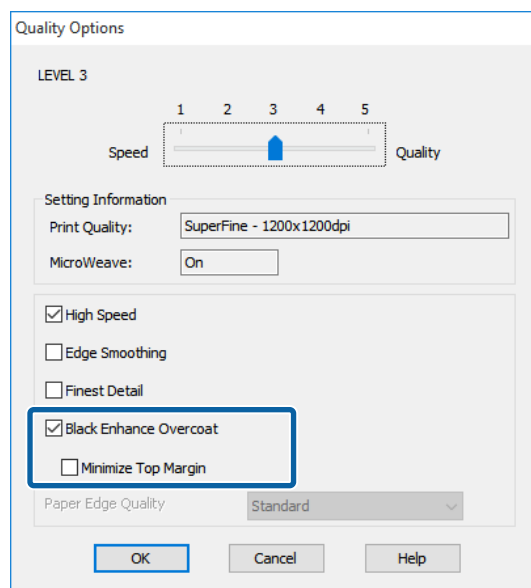 Quality Options
LEVEL 3
1 2 3 4 5
Speed Quality
Setting Information
Print Quality: SuperFine - 1200x1200dpi
MicroWeave: On
High Speed
Edge Smoothing
Finest Detail
Black Enhance Overcoat
Minimize Top Margin
Paper Edge Quality Standard
OK Cancel Help